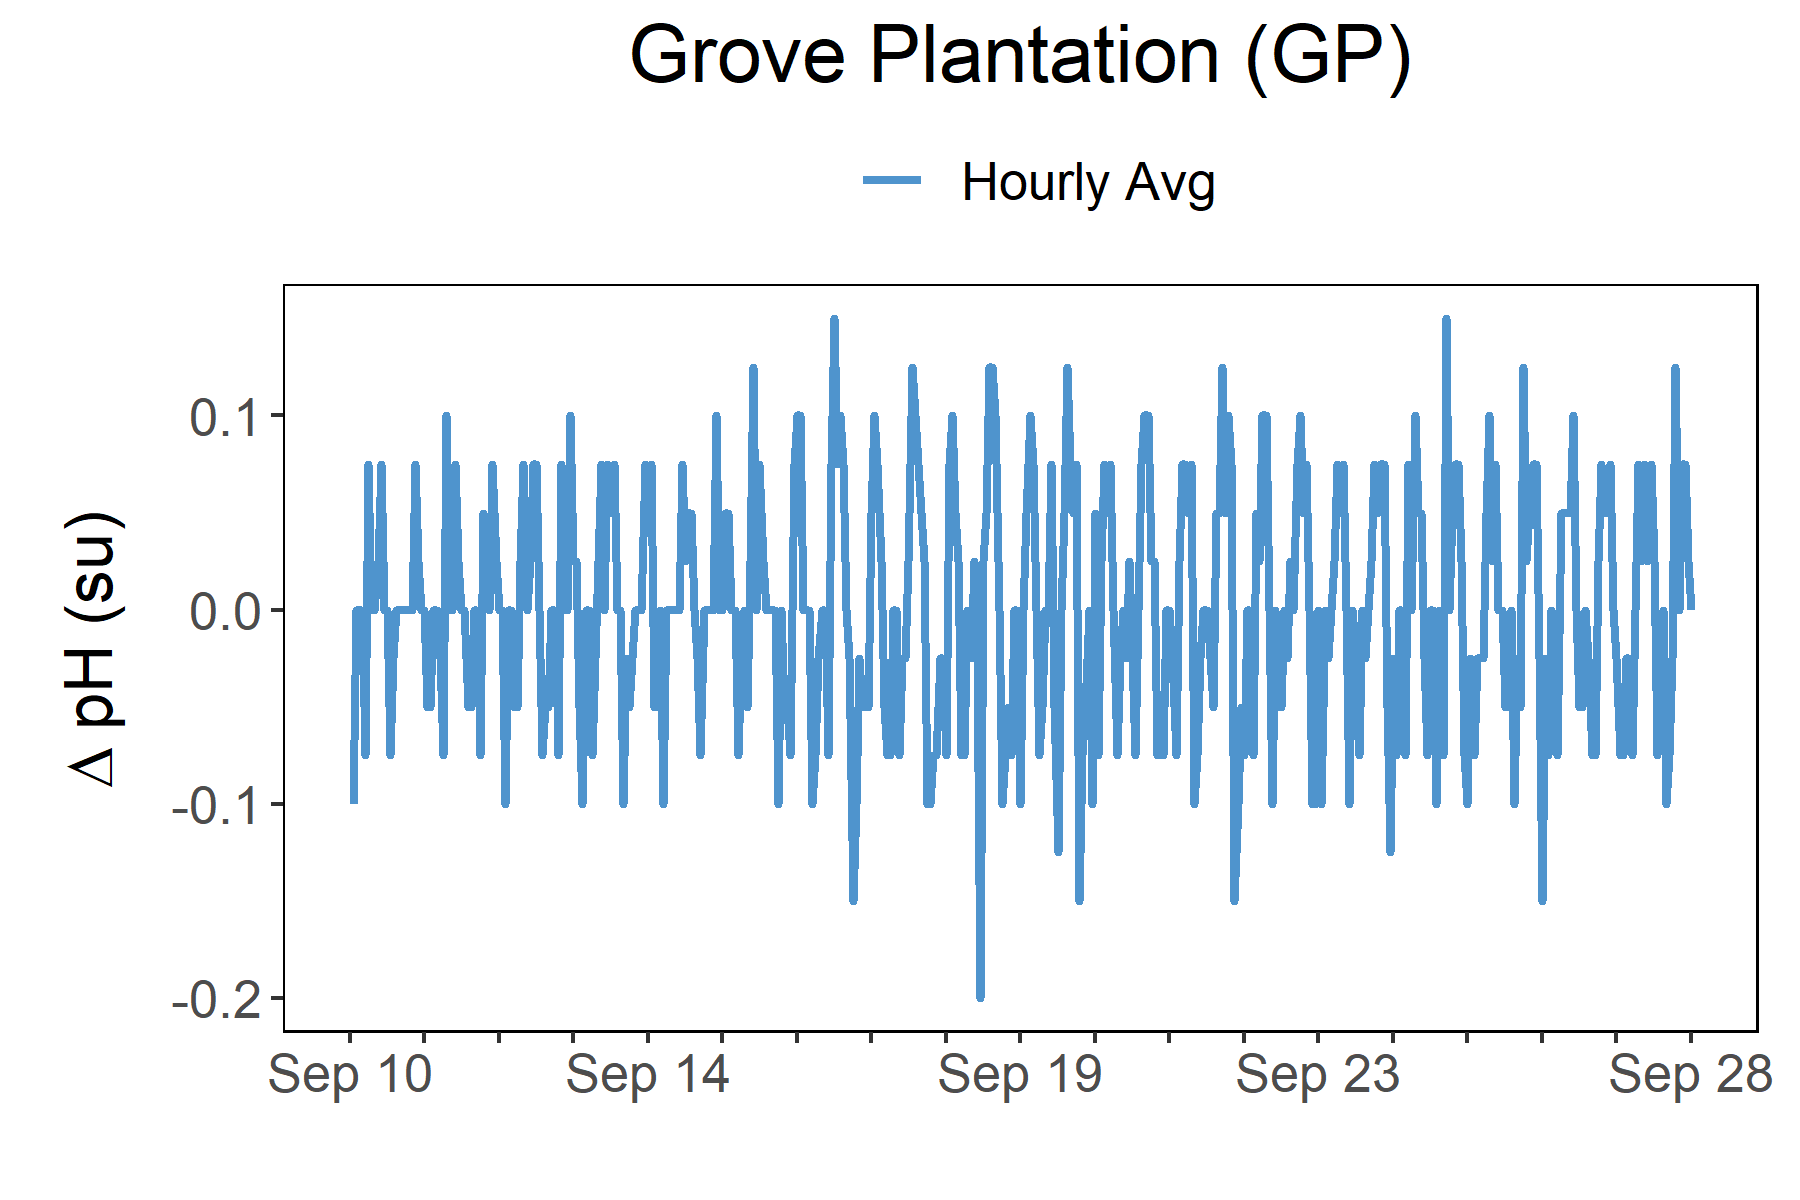 Grove Plantation (GP)
Hourly Avg
Δ pH (su)
0.1
0.0
-0.1
-0.2
Sep 10 Sep 14 Sep 19 Sep 23 Sep 28